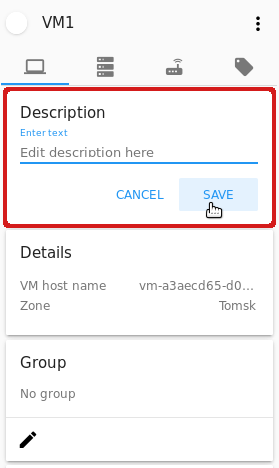 VM1
Description
Enter text
Edit description here
CANCEL SAVE
Details
VM host name vm-a3aecd65-d0...
Zone Tomsk
Group
No group